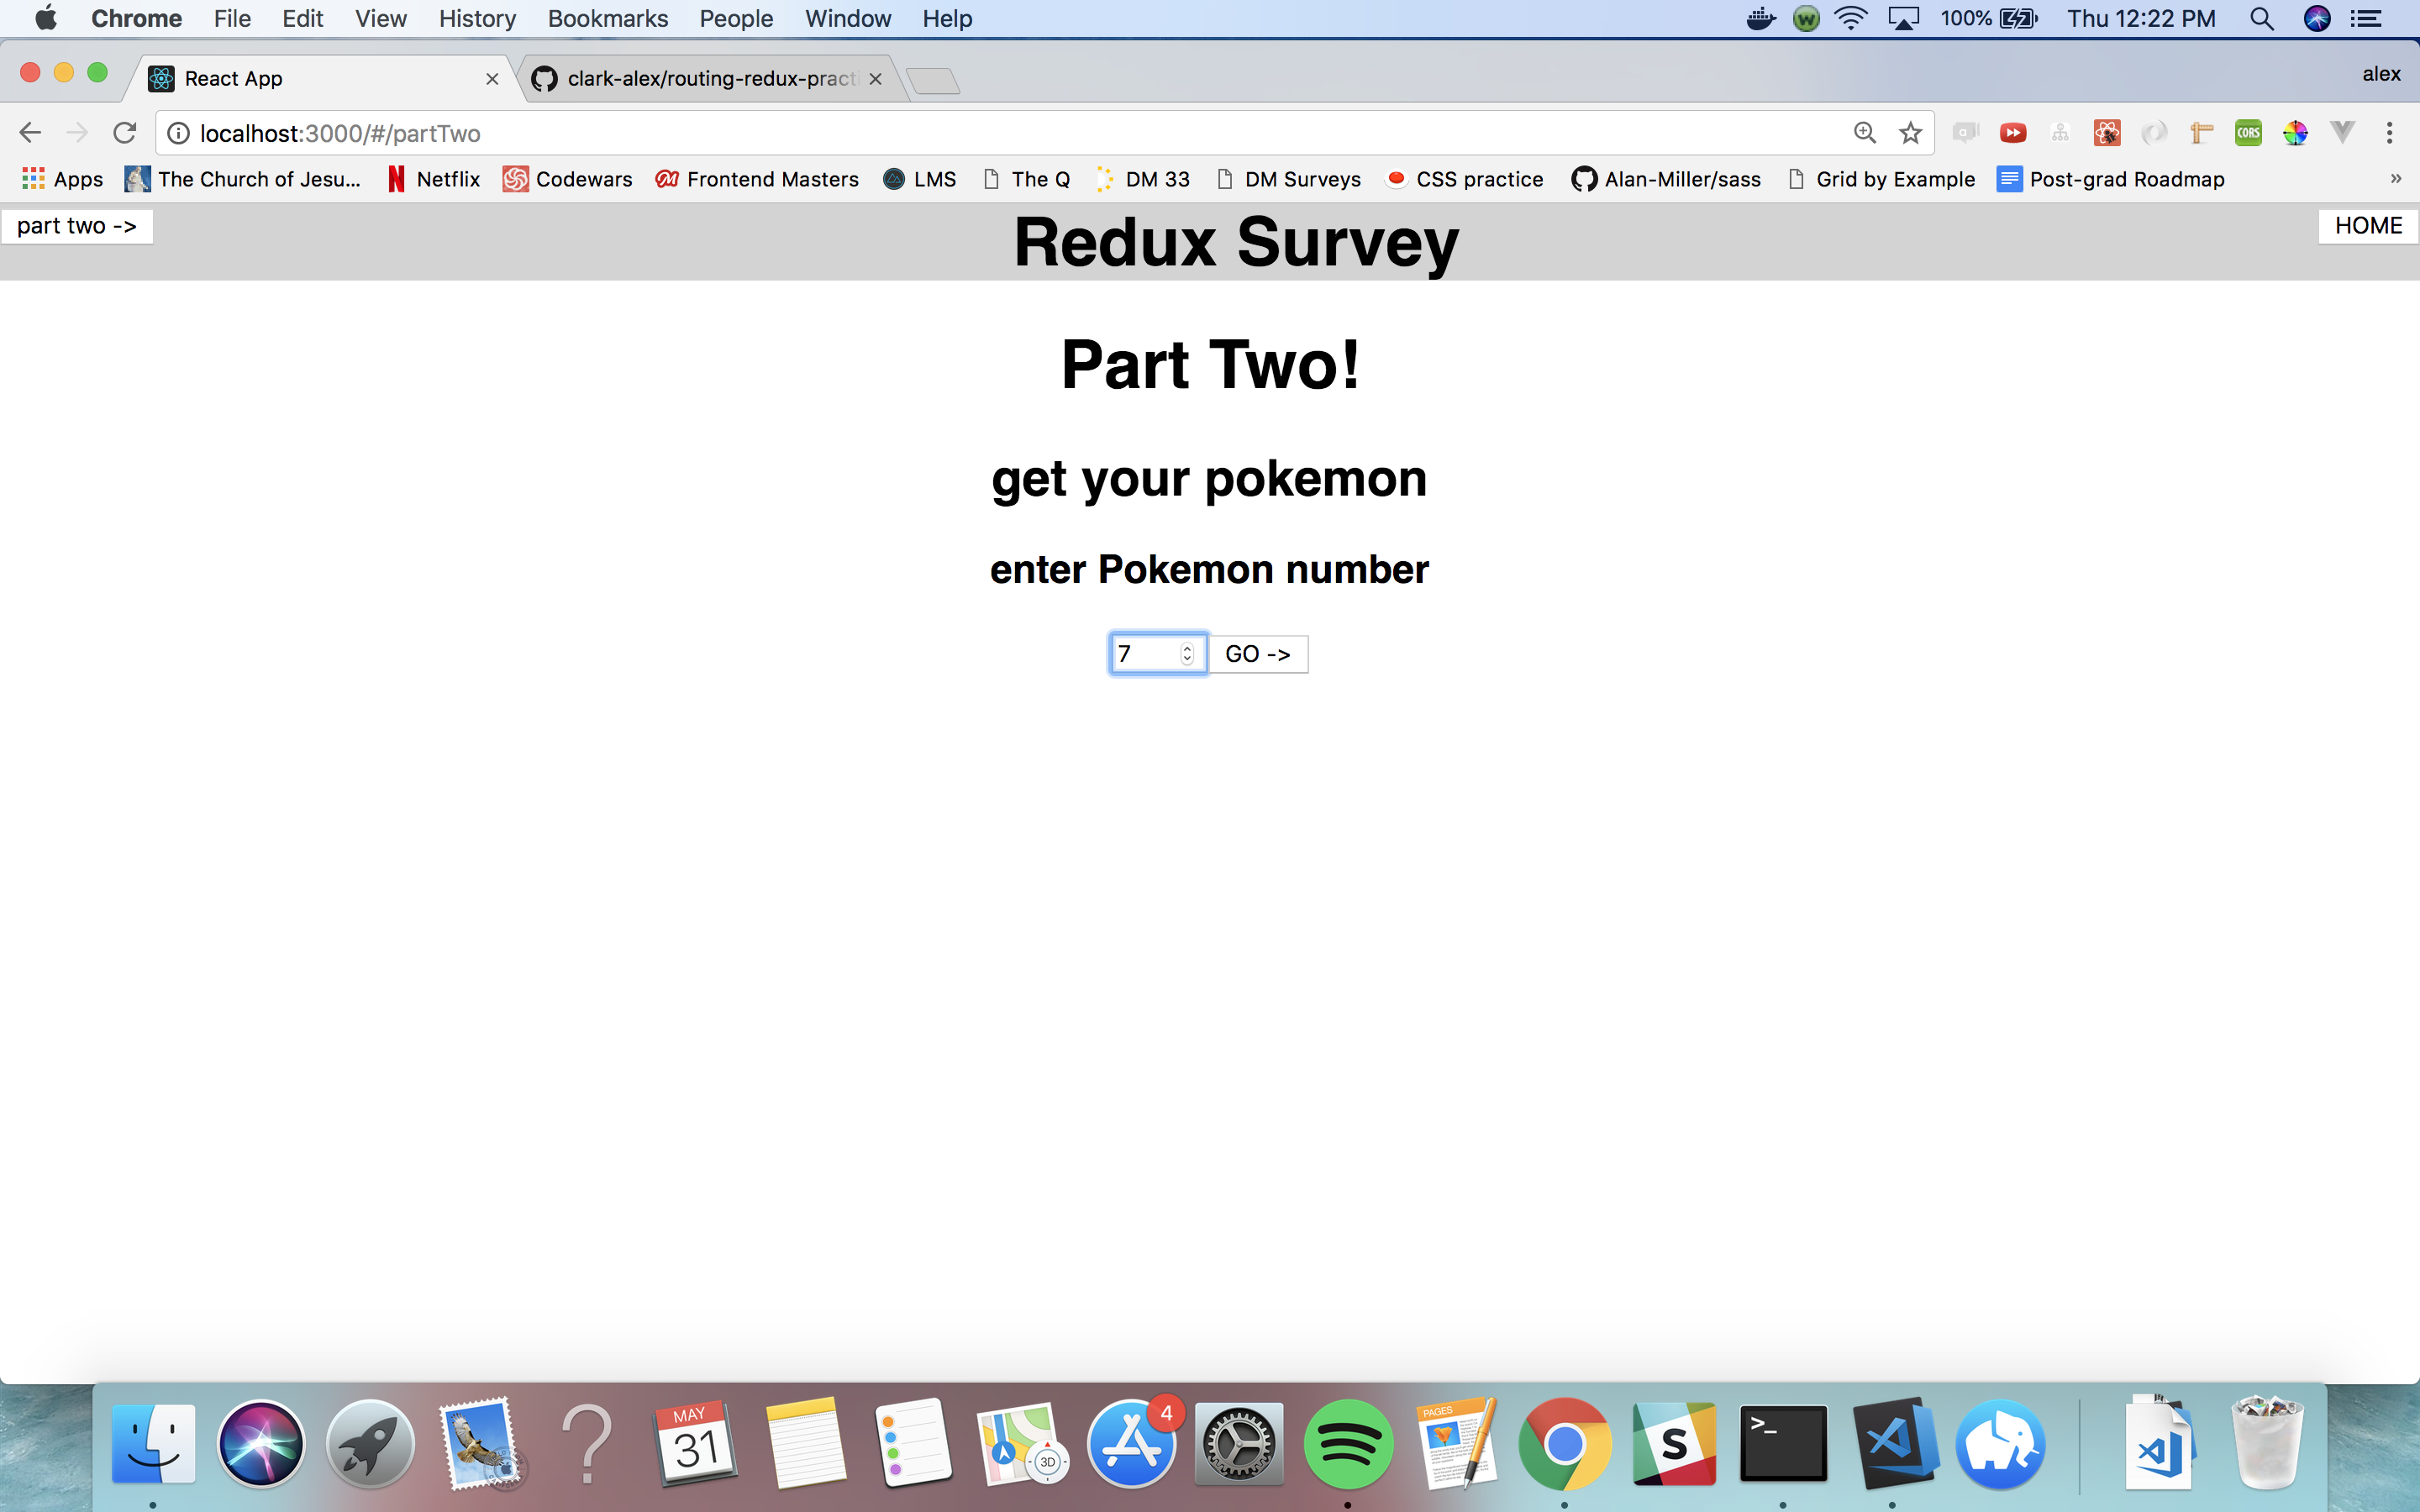 Chrome File Edit View History Bookmarks People Window Help 100% Thu 12:22 PM
React App clark-alex/routing-redux-practi alex
localhost:3000/#/partTwo CORS
Apps The Church of Jesu... Netflix Codewars Frontend Masters LMS The Q DM 33 DM Surveys CSS practice Alan-Miller/sass Grid by Example Post-grad Roadmap »
part two -> Redux Survey HOME
Part Two!
get your pokemon
enter Pokemon number
7 GO ->
MAY
31
3D
4
PAGES
S
>_